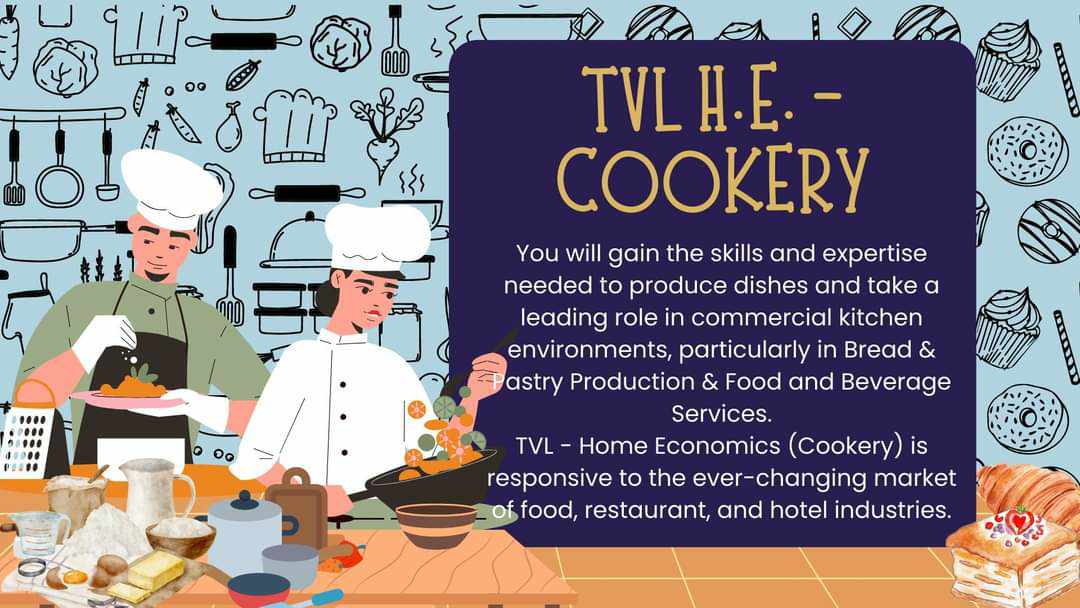 TVL H.E. -
COOKERY
You will gain the skills and expertise
needed to produce dishes and take a
leading role in commercial kitchen
environments, particularly in Bread &
Pastry Production & Food and Beverage
Services.
TVL - Home Economics (Cookery) is
responsive to the ever-changing market
of food, restaurant, and hotel industries.